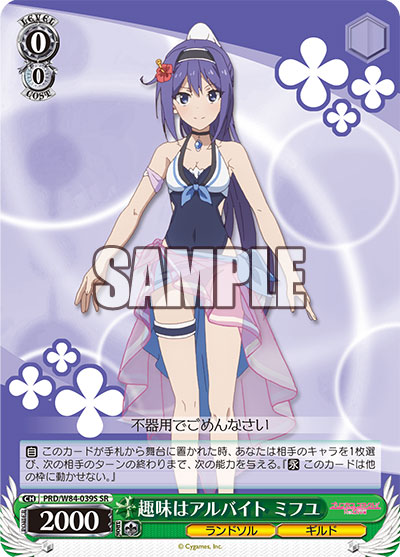 LEVEL
0
0
COST
SAMPLE
不器用でごめんなさい
自 このカードが手札から舞台に置かれた時、あなたは相手のキャラを1枚選
び、次の相手のターンの終わりまで、次の能力を与える。『永 このカードは他
の枠に動かせない。』
CH PRD/W84-039S SR
2000
趣味はアルバイト ミフユ
ランドソル
ギルド
© Cygames, Inc.